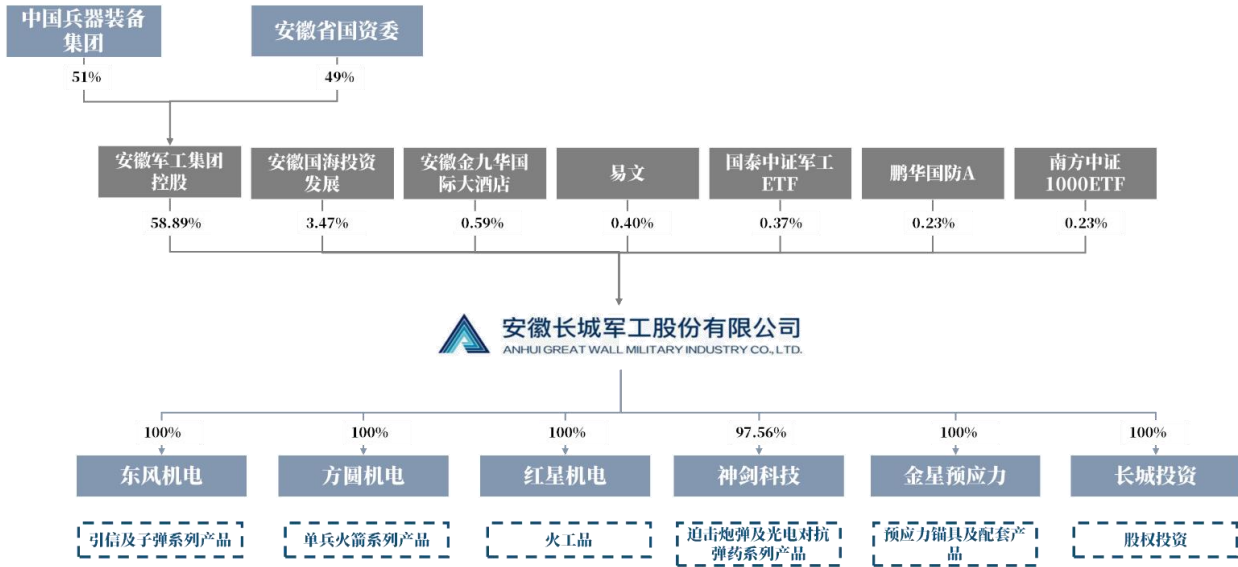 中国兵器装备
集团
安徽省国资委
51%
49%
安徽军工集团
控股
安徽国海投资
发展
安徽金九华国
际大酒店
易文
国泰中证军工
ETF
鹏华国防A
南方中证
1000ETF
58.89%
3.47%
0.59%
0.40%
0.37%
0.23%
0.23%
安徽长城军工股份有限公司
ANHUI GREAT WALL MILITARY INDUSTRY CO.,LTD.
100%
100%
100%
97.56%
100%
100%
东风机电
方圆机电
红星机电
神剑科技
金星预应力
长城投资
引信及子弹系列产品
单兵火箭系列产品
火工品
迫击炮弹及光电对抗
弹药系列产品
预应力锚具及配套产
品
股权投资